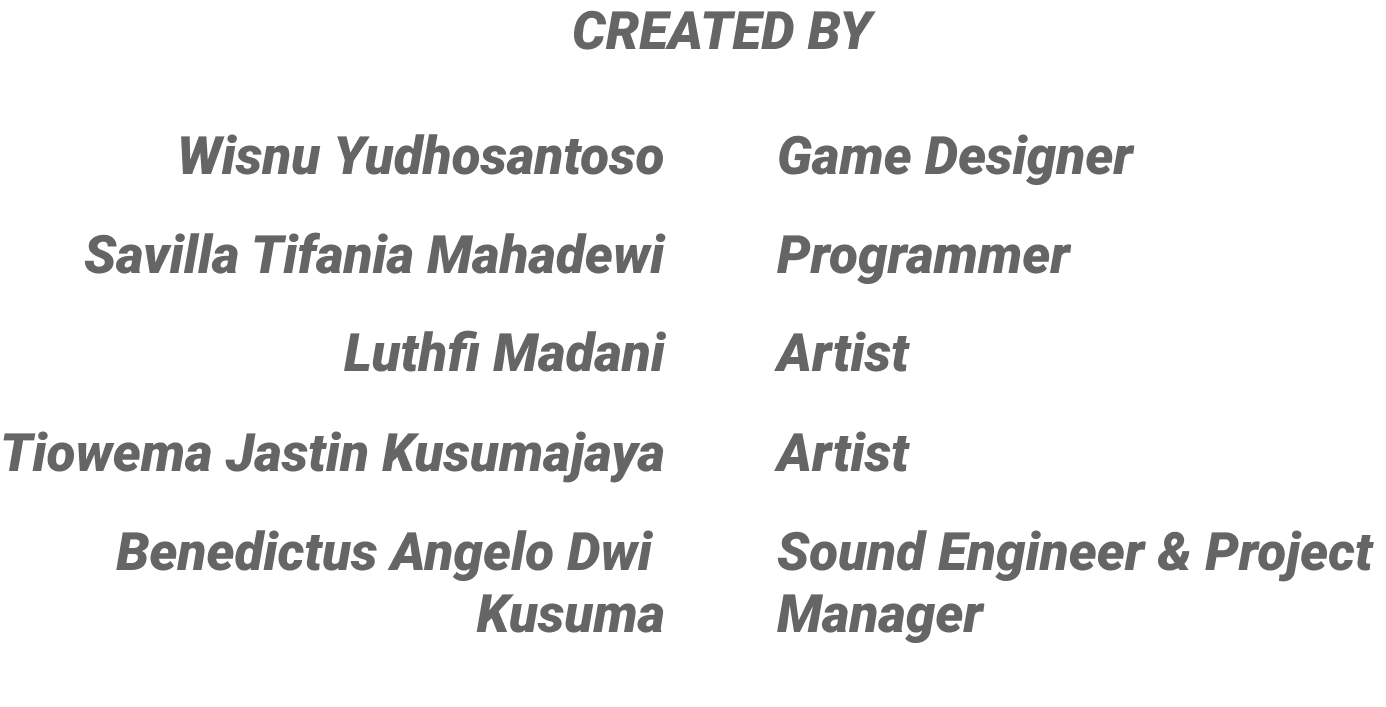 CREATED BY
Wisnu Yudhosantoso Game Designer
Savilla Tifania Mahadewi Programmer
Luthfi Madani Artist
Tiowema Jastin Kusumajaya Artist
Benedictus Angelo Dwi Sound Engineer & Project
Kusuma Manager